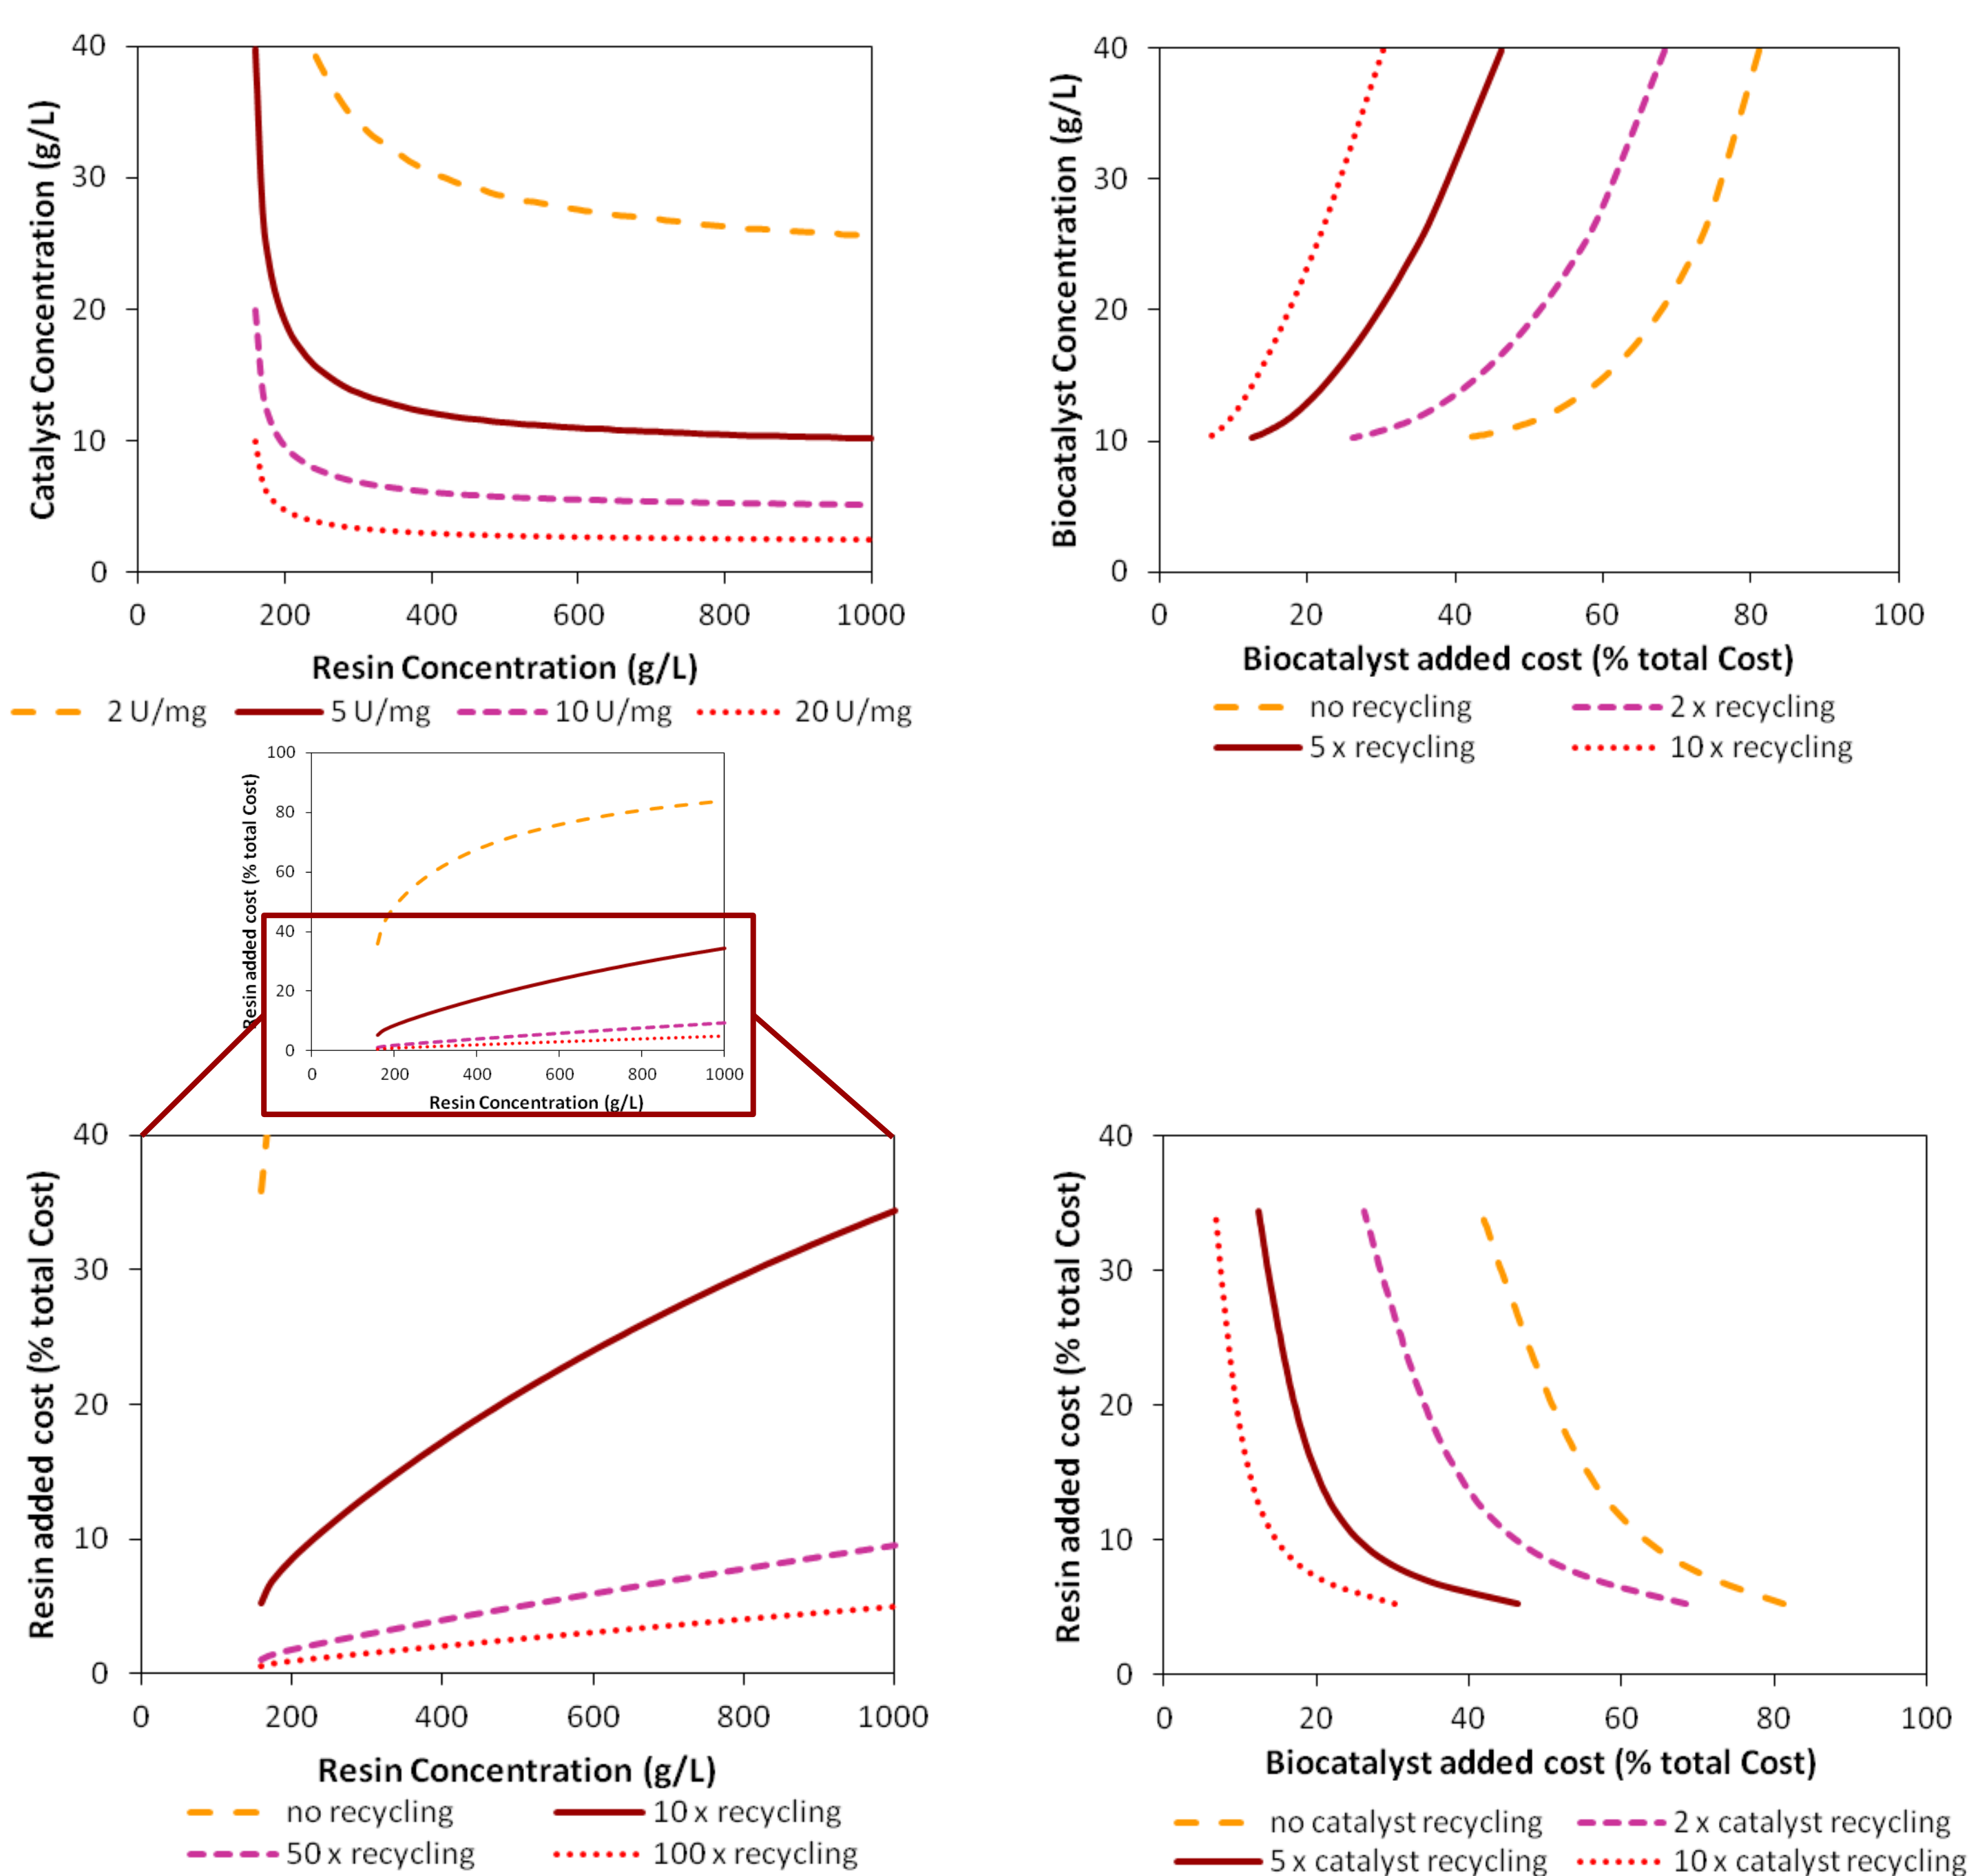 Catalyst Concentration (g/L)
40
30
20
10
0
0 200 400 600 800 1000
Resin Concentration (g/L)
2 U/mg 5 U/mg 10 U/mg 20 U/mg
Biocatalyst Concentration (g/L)
40
30
20
10
0
0 20 40 60 80 100
Biocatalyst added cost (% total Cost)
no recycling 2 x recycling
5 x recycling 10 x recycling
Resin added cost (% total Cost)
100
80
60
40
20
0
0 200 400 600 800 1000
Resin Concentration (g/L)
Resin added cost (% total Cost)
40
30
20
10
0
0 200 400 600 800 1000
Resin Concentration (g/L)
no recycling 10 x recycling
50 x recycling 100 x recycling
Resin added cost (% total Cost)
40
30
20
10
0
0 20 40 60 80 100
Biocatalyst added cost (% total Cost)
no catalyst recycling 2 x catalyst recycling
5 x catalyst recycling 10 x catalyst recycling